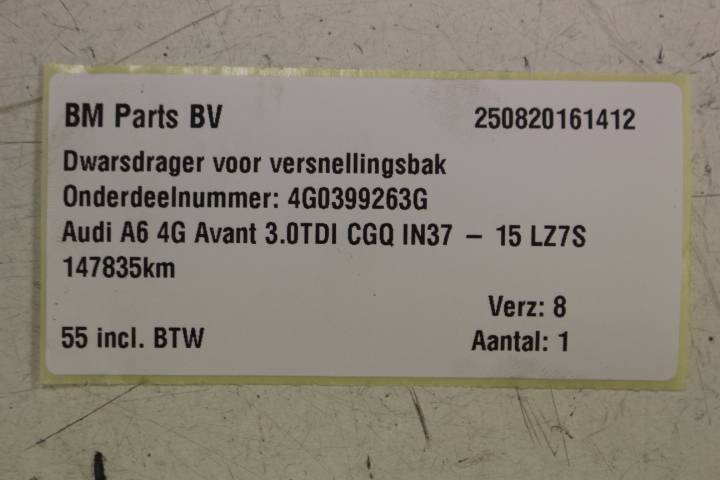 BM Parts BV 250820161412
Dwarsdrager voor versnellingsbak
Onderdeelnummer: 4G0399263G
Audi A6 4G Avant 3.0TDI CGQ IN37 – 15 LZ7S
147835km
Verz: 8
55 incl. BTW Aantal: 1